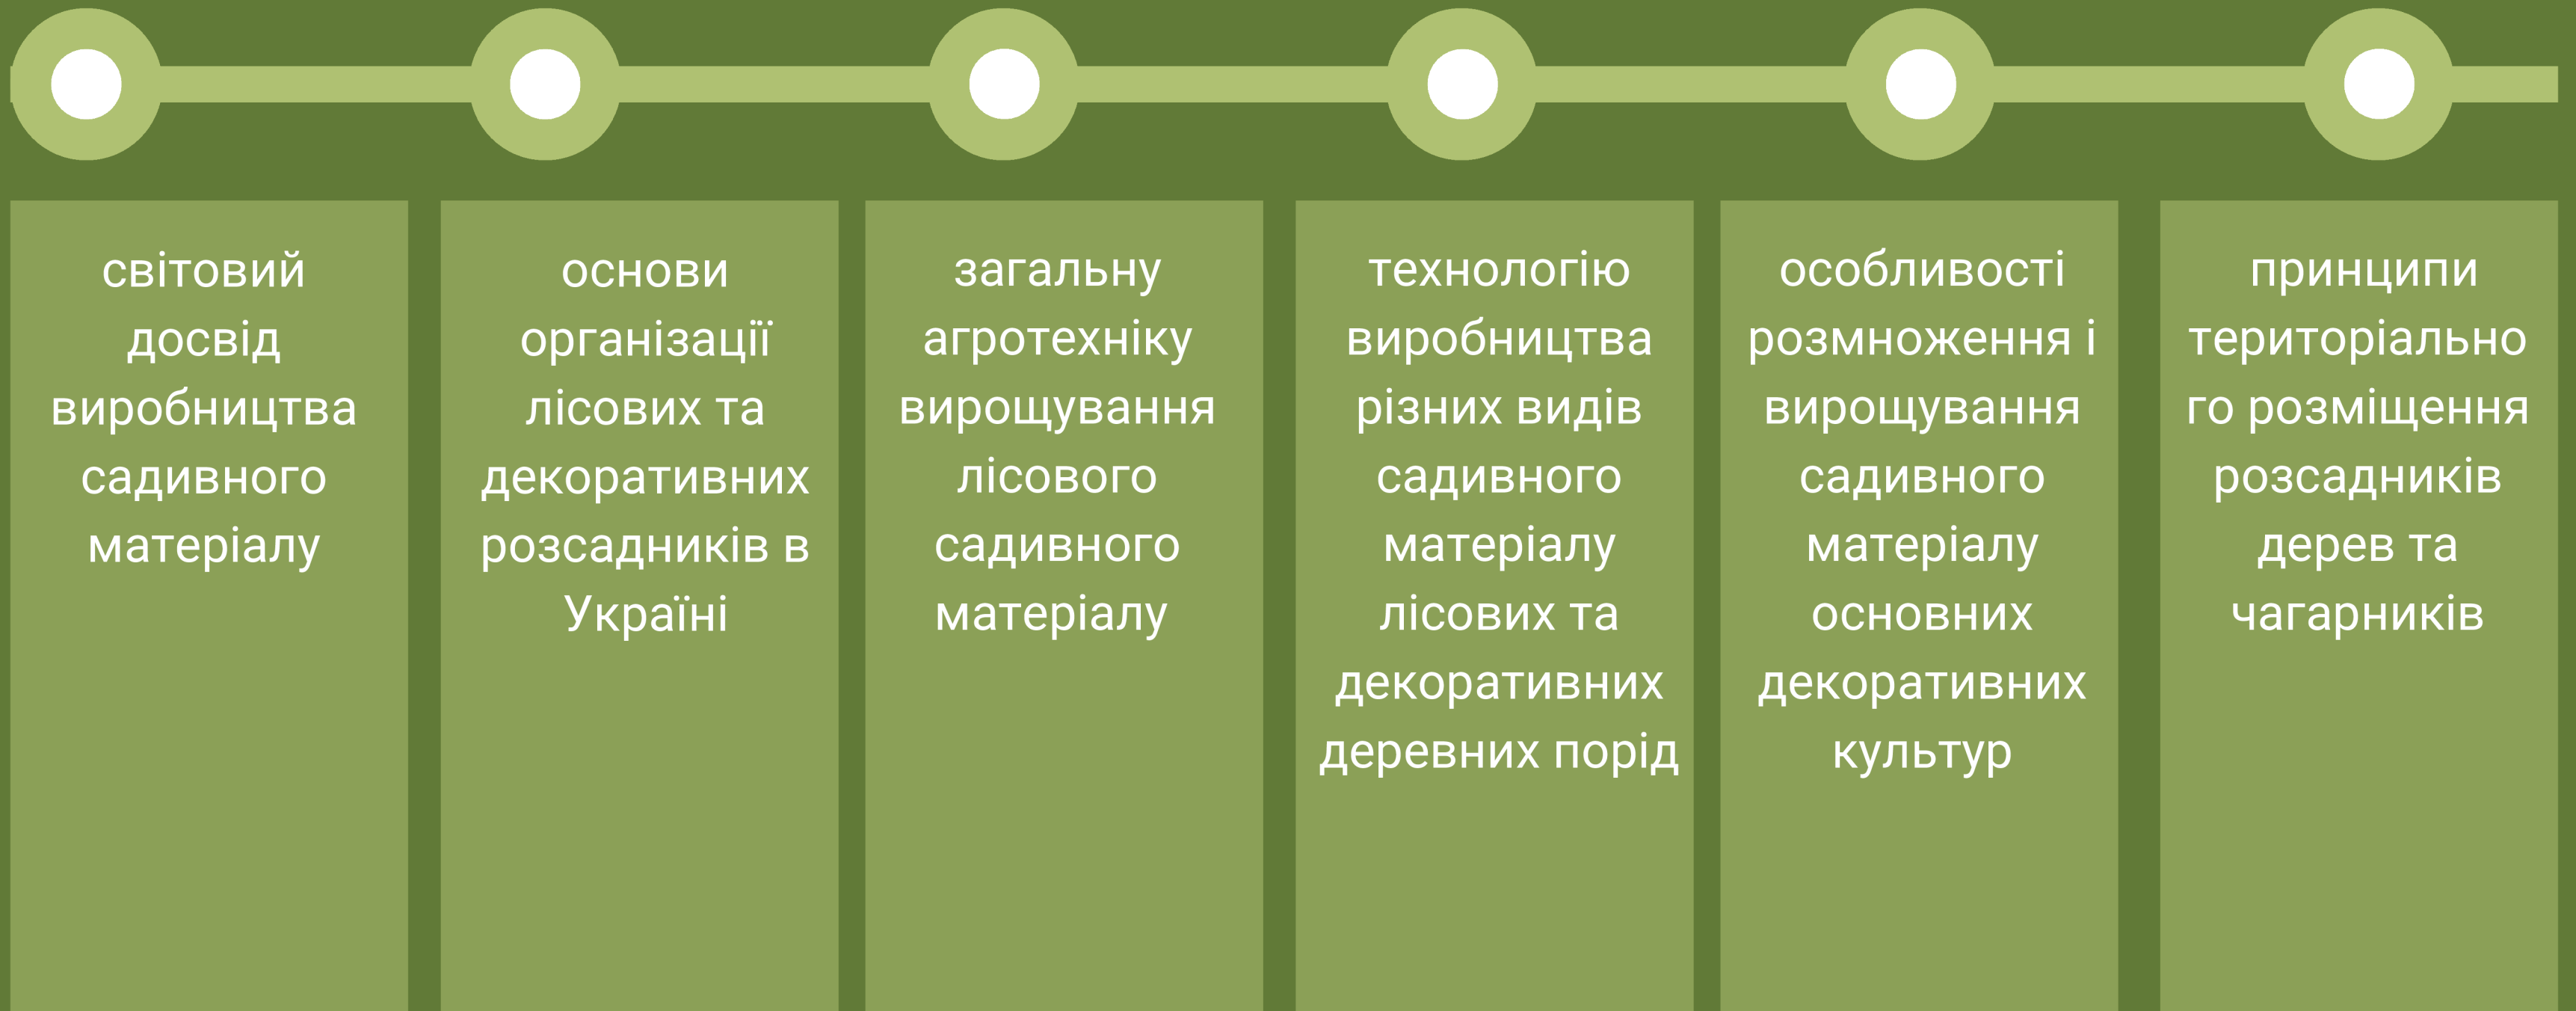 світовий
досвід
виробництва
садивного
матеріалу
основи
організації
лісових та
декоративних
розсадників в
Україні
загальну
агротехніку
вирощування
лісового
садивного
матеріалу
технологію
виробництва
різних видів
садивного
матеріалу
лісових та
декоративних
деревних порід
особливості
розмноження і
вирощування
садивного
матеріалу
основних
декоративних
культур
принципи
територіально
го розміщення
розсадників
дерев та
чагарників